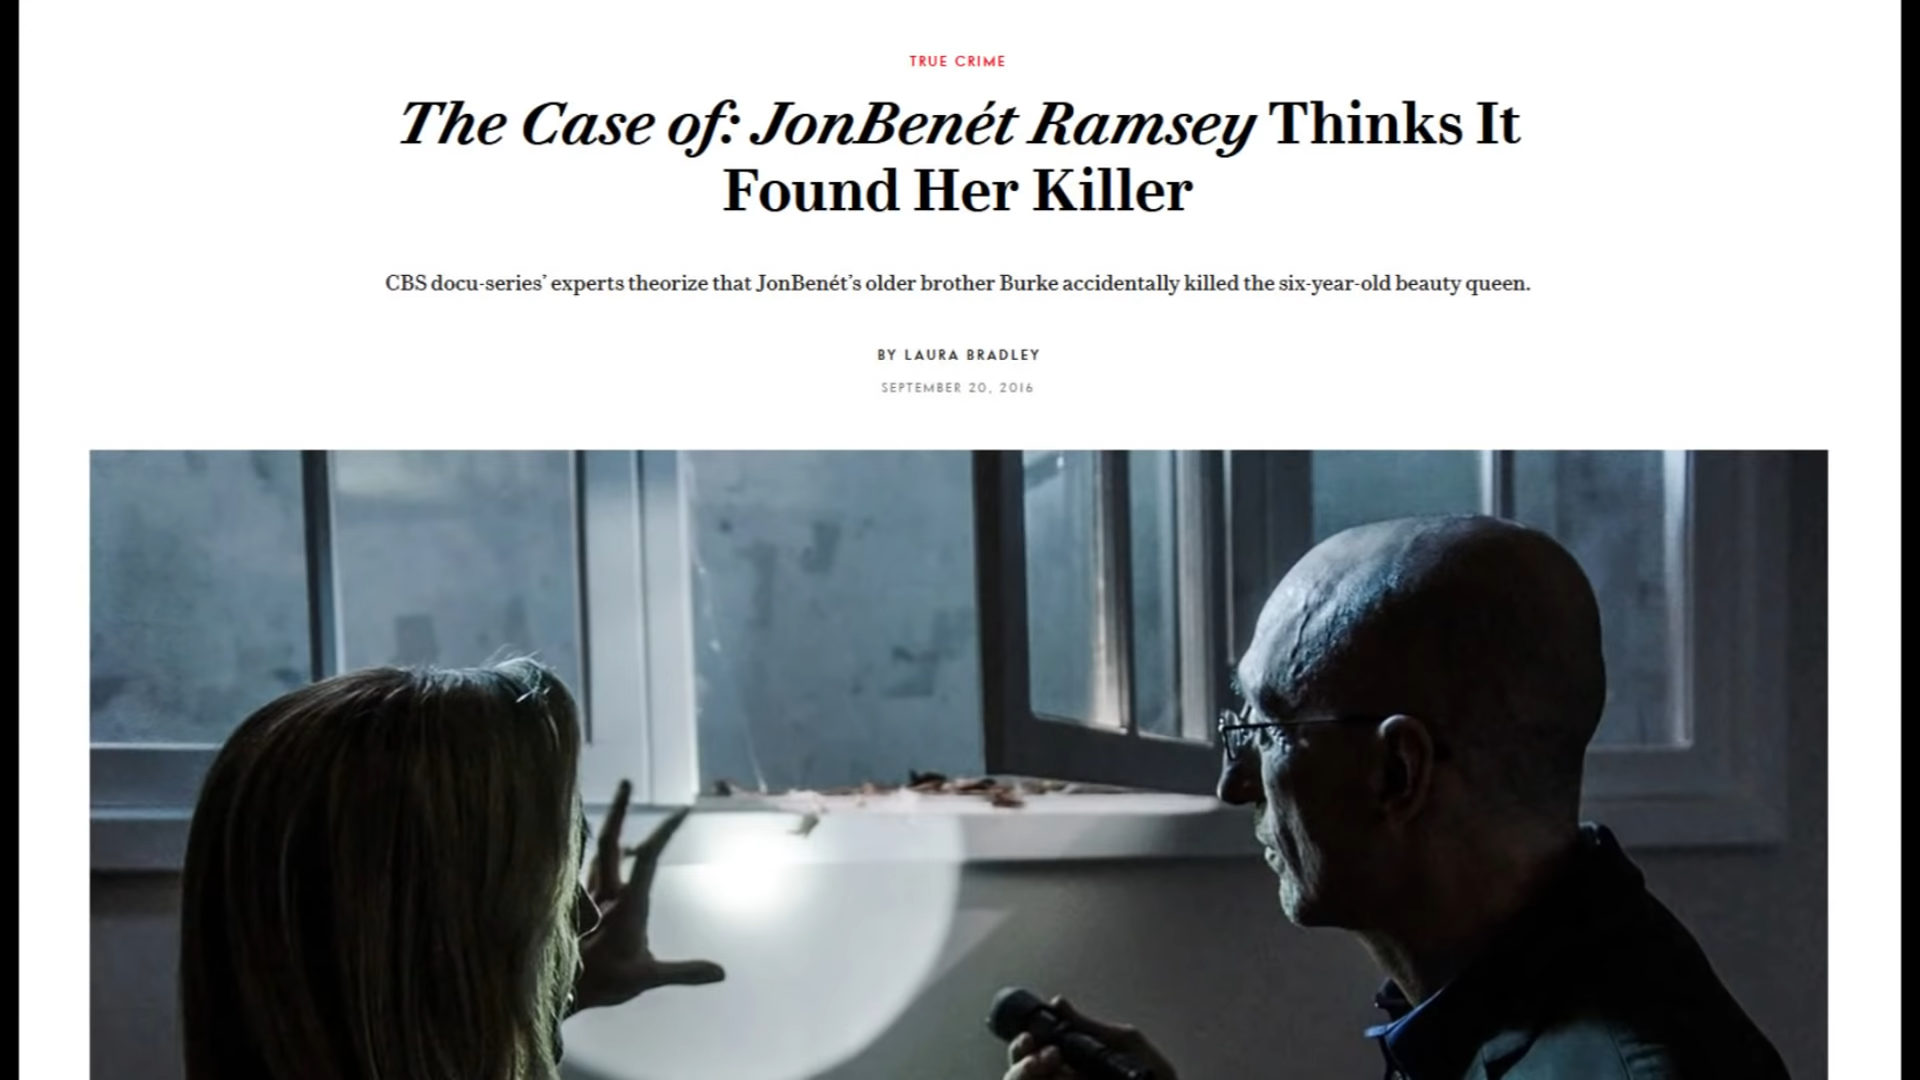 TRUE CRIME
The Case of: JonBenét Ramsey Thinks It
Found Her Killer
CBS docu-series’ experts theorize that JonBenét’s older brother Burke accidentally killed the six-year-old beauty queen.
BY LAURA BRADLEY
SEPTEMBER 20, 2016